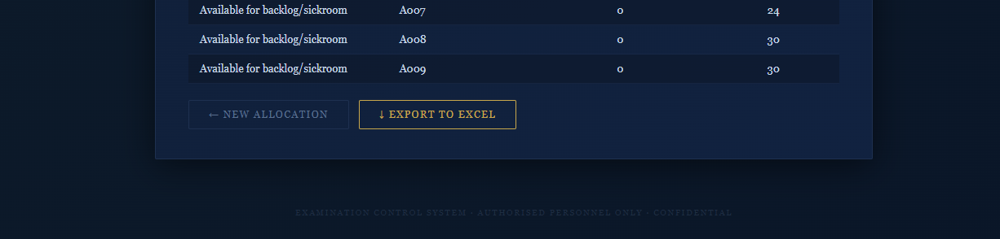 Available for backlog/sickroom A007 0 24
Available for backlog/sickroom A008 0 30
Available for backlog/sickroom A009 0 30
← NEW ALLOCATION ↓ EXPORT TO EXCEL
EXAMINATION CONTROL SYSTEM · AUTHORISED PERSONNEL ONLY · CONFIDENTIAL